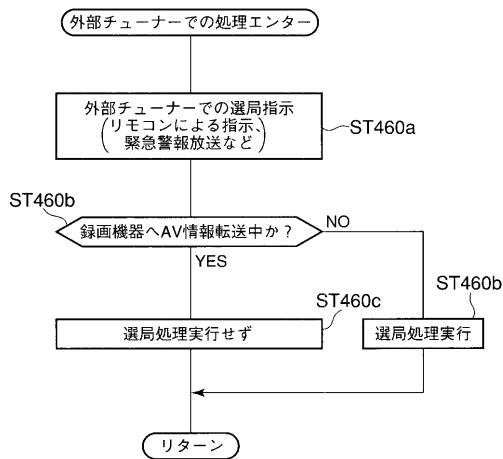 外部チューナーでの処理エンター
外部チューナーでの選局指示
(リモコンによる指示、
緊急警報放送など)
ST460a
ST460b
録画機器へAV情報転送中か?
NO
YES
ST460c
ST460b
選局処理実行せず
選局処理実行
リターン